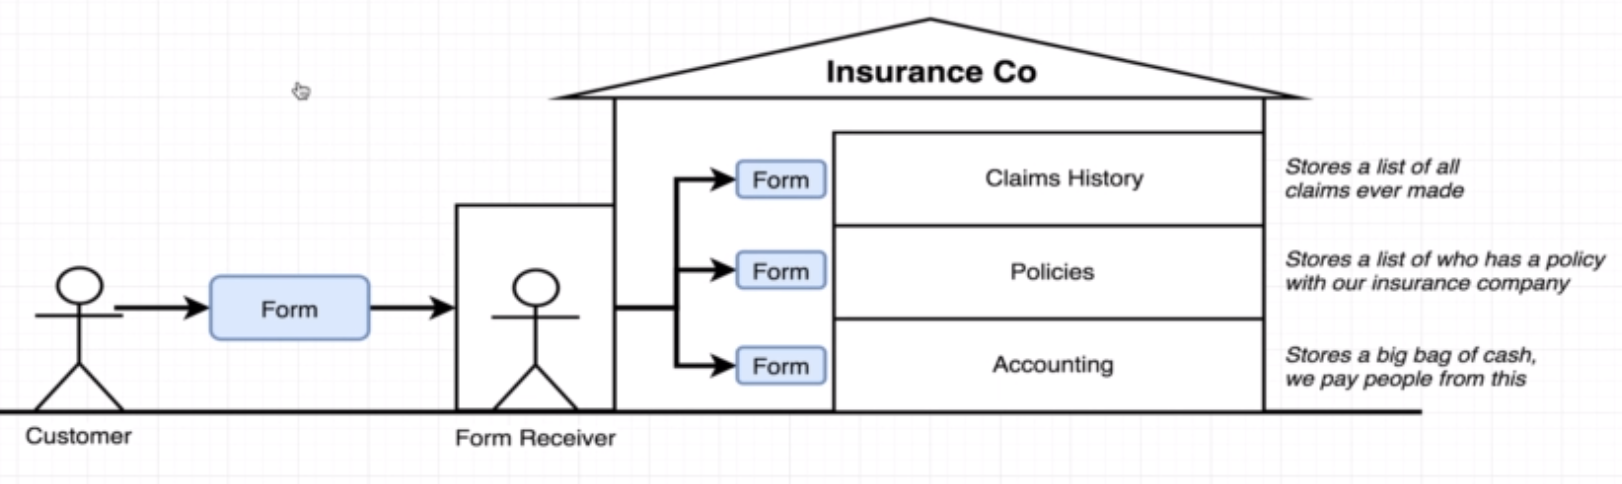 Insurance Co
Form
Claims History
Stores a list of all
claims ever made
Form
Policies
Stores a list of who has a policy
with our insurance company
Form
Form
Accounting
Stores a big bag of cash,
we pay people from this
Customer
Form Receiver